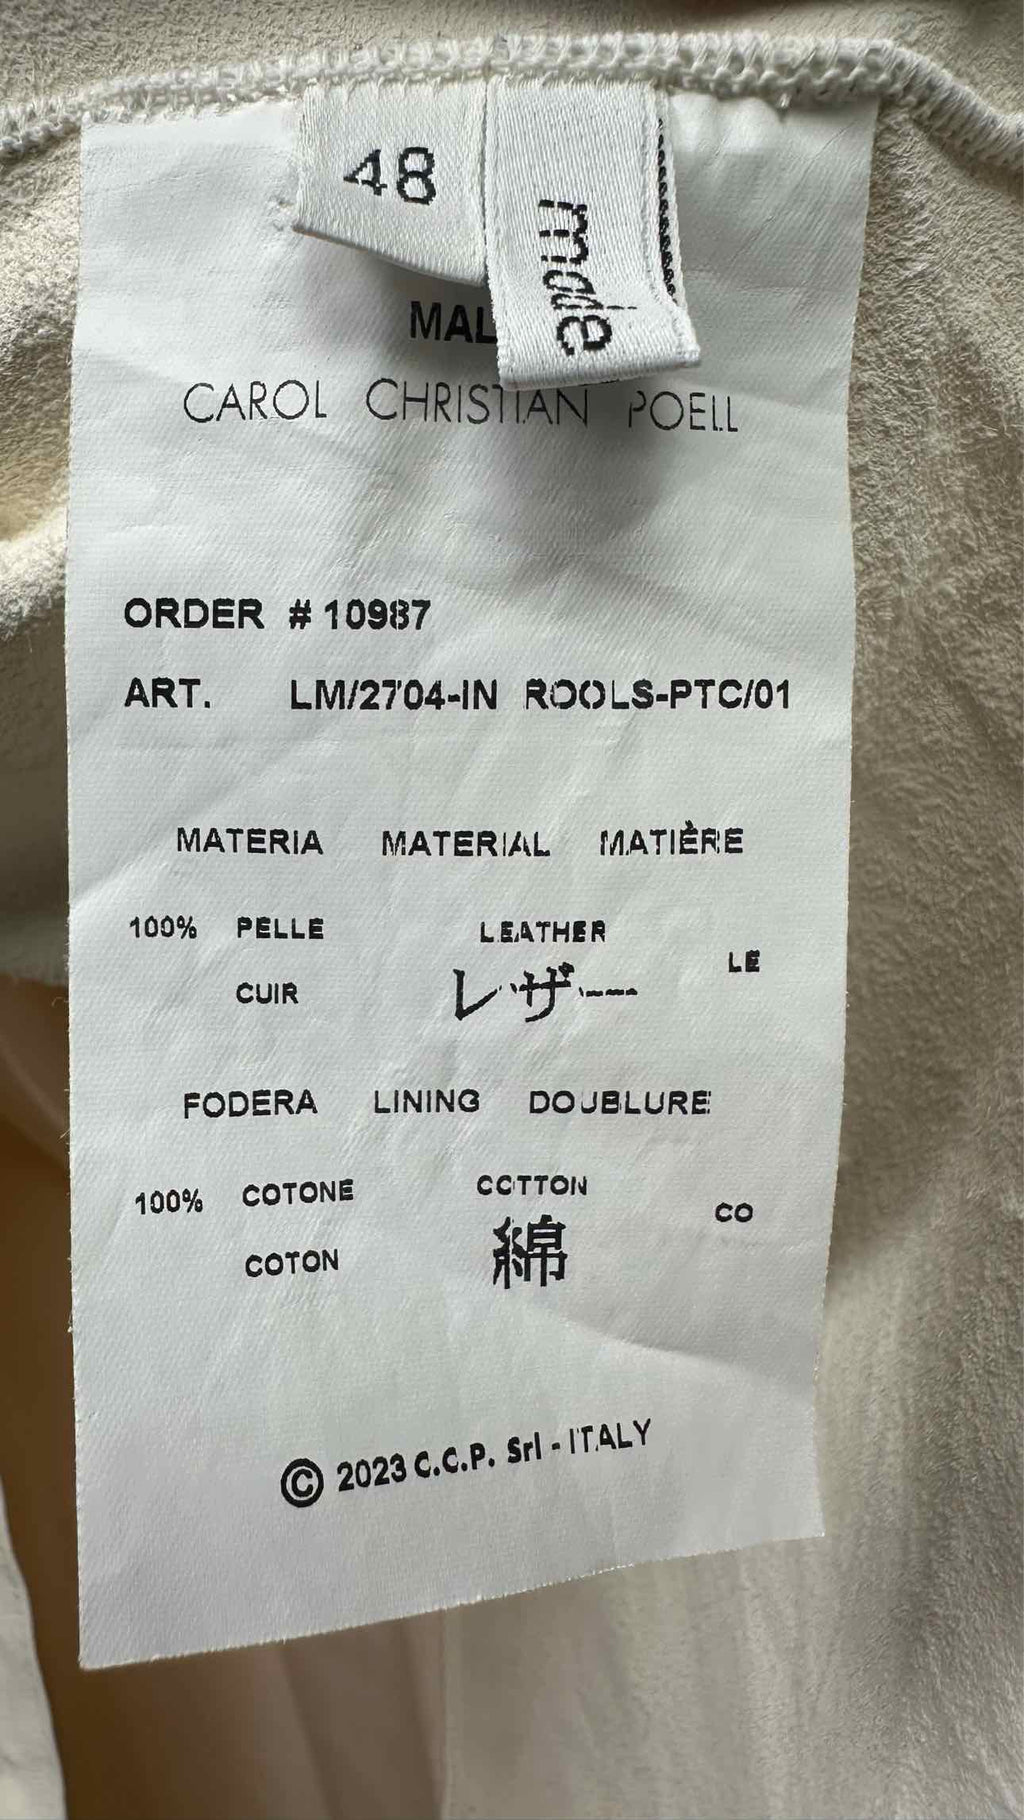 48
made
MAL
CAROL CHRISTIAN POELL
ORDER # 10987
ART. LM/2704-IN ROOLS-PTC/01
MATERIA MATERIAL MATIÈRE
100% PELLE LEATHER LE
CUIR レザー
FODERA LINING DOUBLURE
100% COTONE COTTON CO
COTON 綿
© 2023 C.C.P. Srl - ITALY